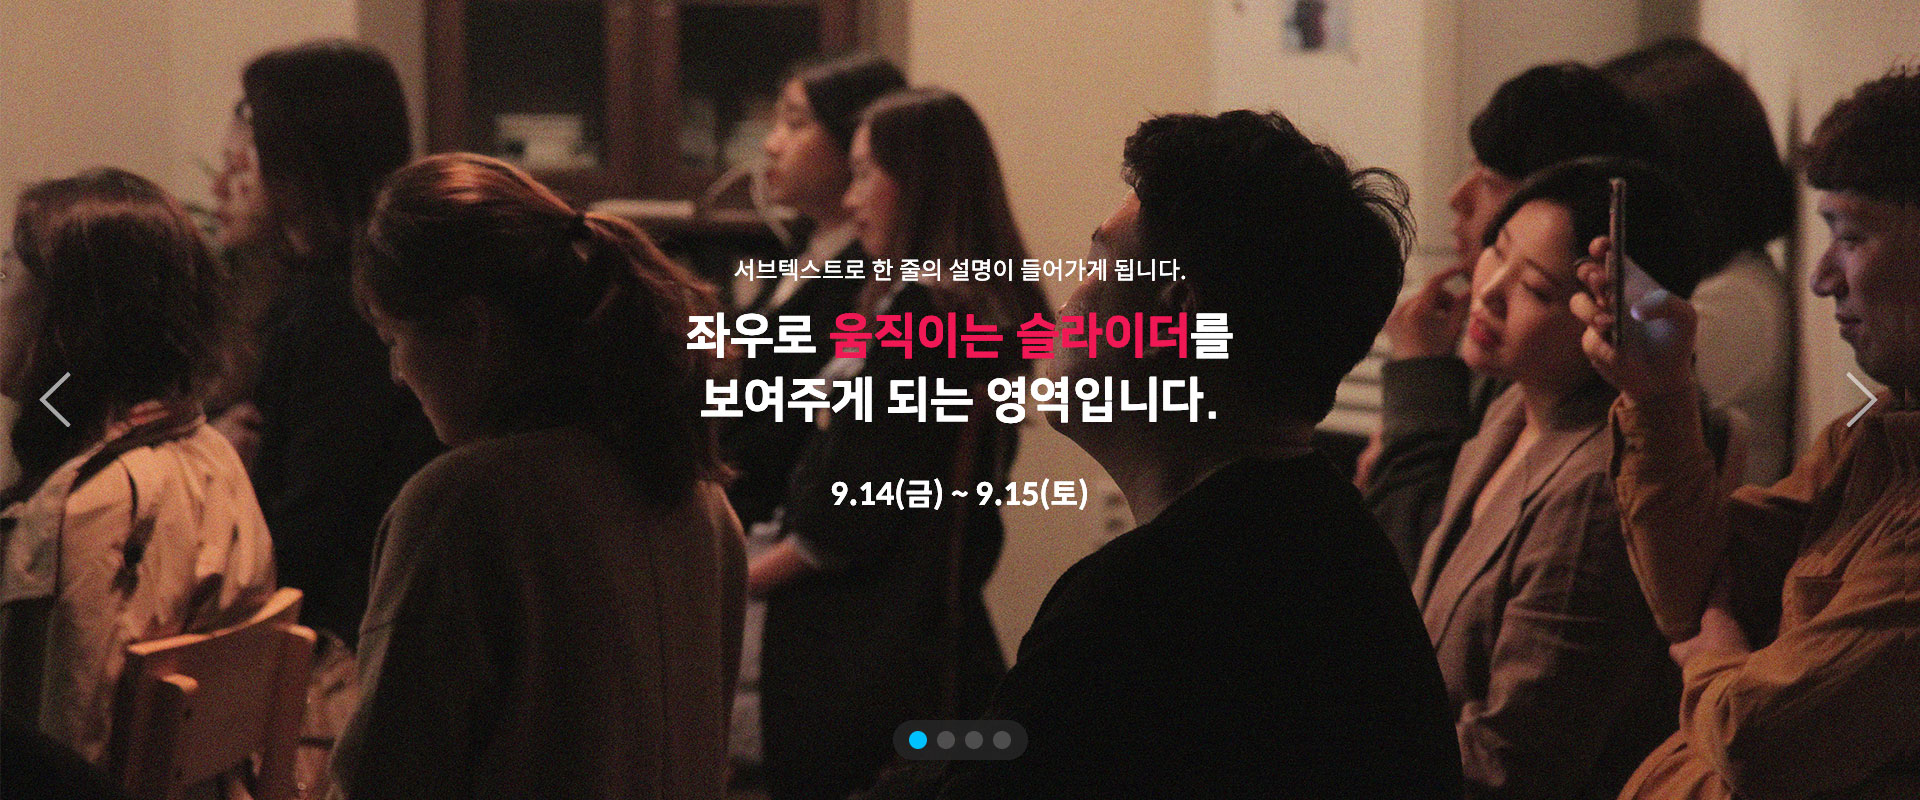 서브텍스트로 한 줄의 설명이 들어가게 됩니다.
좌우로 움직이는 슬라이더를
보여주게 되는 영역입니다.
9.14(금) ~ 9.15(토)